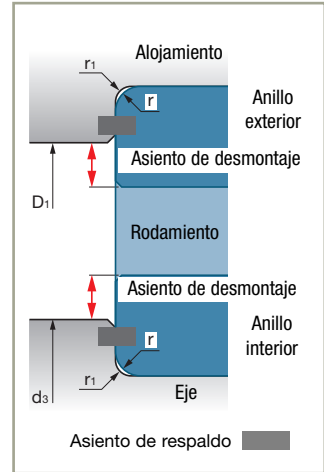 Alojamiento
r1
r
Anillo
exterior
Asiento de desmontaje
D1
Rodamiento
Asiento de desmontaje
Anillo
interior
r
r1
d3
Eje
Asiento de respaldo